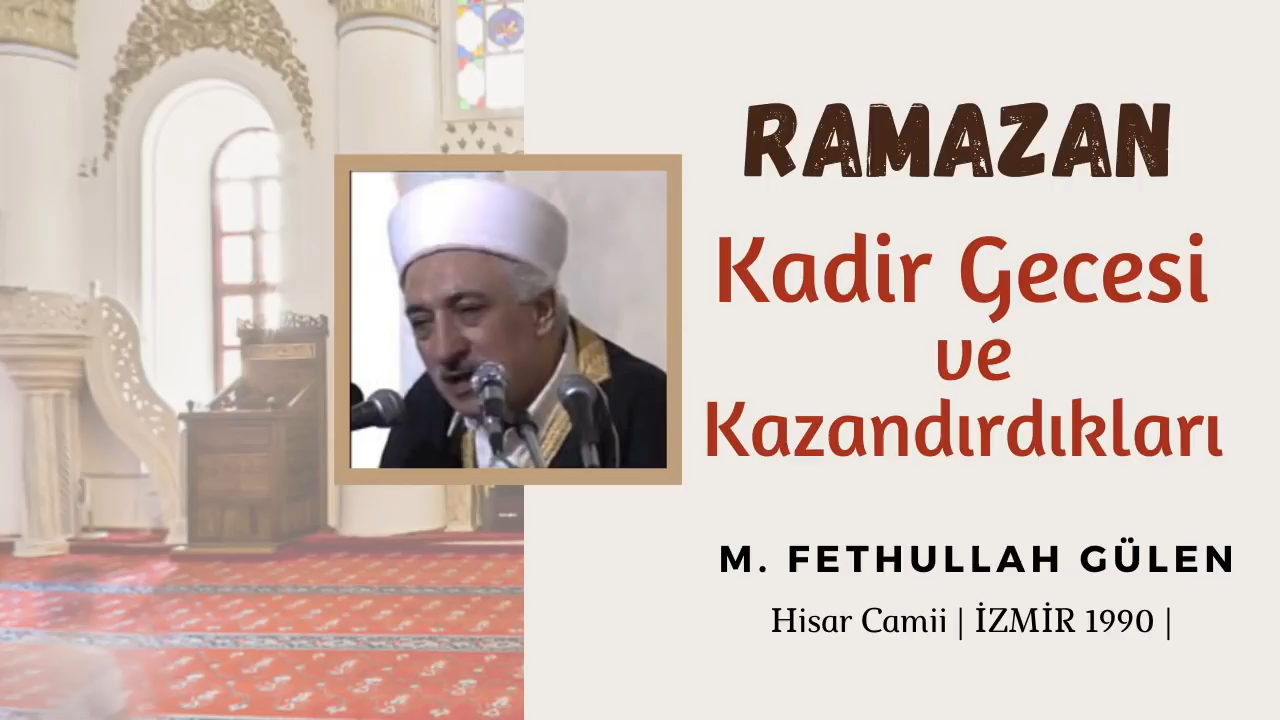 RAMAZAN
Kadir Gecesi
ve
Kazandırdıkları
M. FETHULLAH GÜLEN
Hisar Camii | İZMİR 1990 |